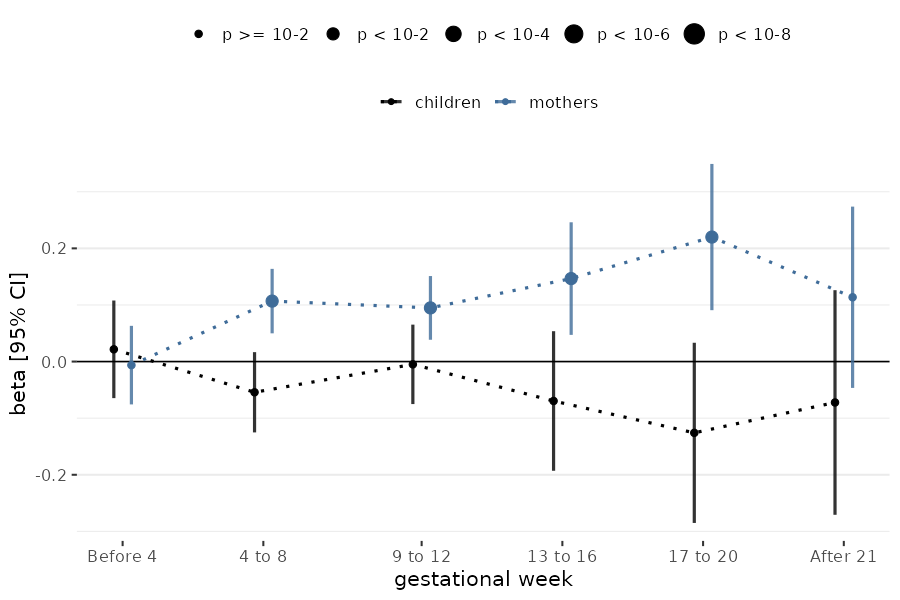 p >= 10-2 p < 10-2 p < 10-4 p < 10-6 p < 10-8
children mothers
0.2
0.0
-0.2
beta [95% CI]
Before 4 4 to 8 9 to 12 13 to 16 17 to 20 After 21
gestational week